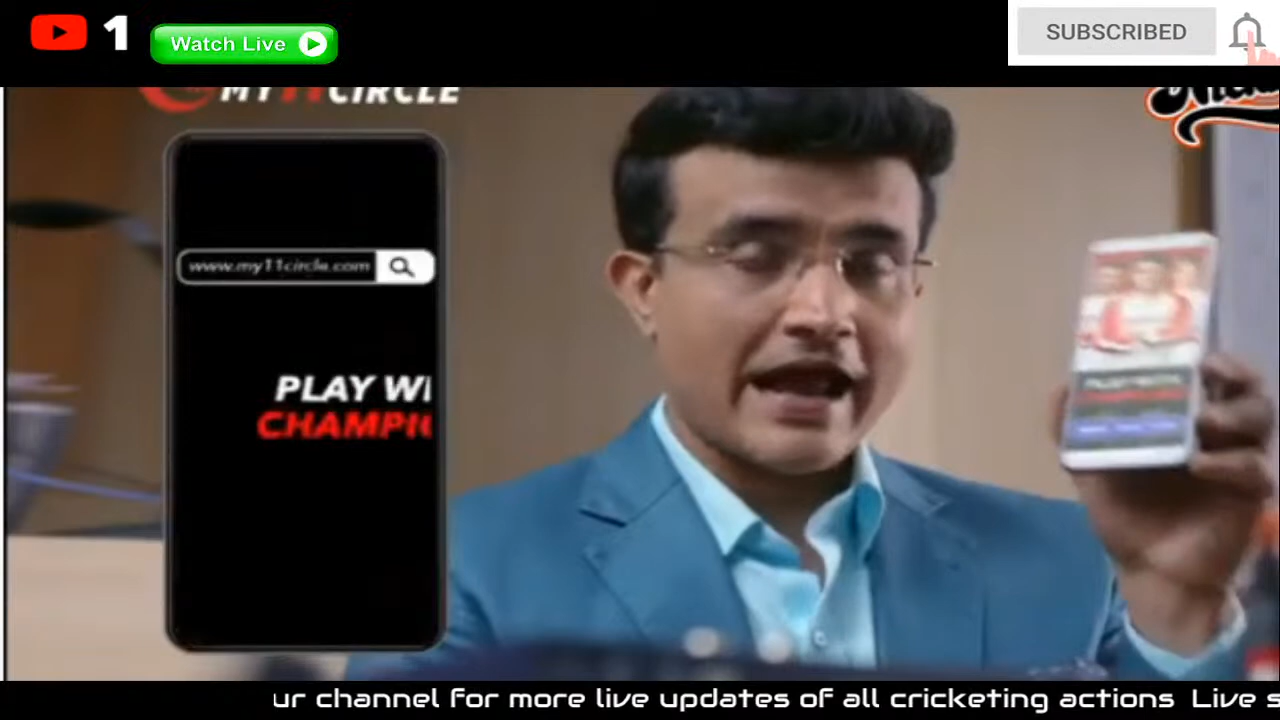 1
Watch Live
SUBSCRIBED
MY11CIRCLE
www.my11circle.com
PLAY WI
CHAMPI
ur channel for more live updates of all cricketing actions Live s